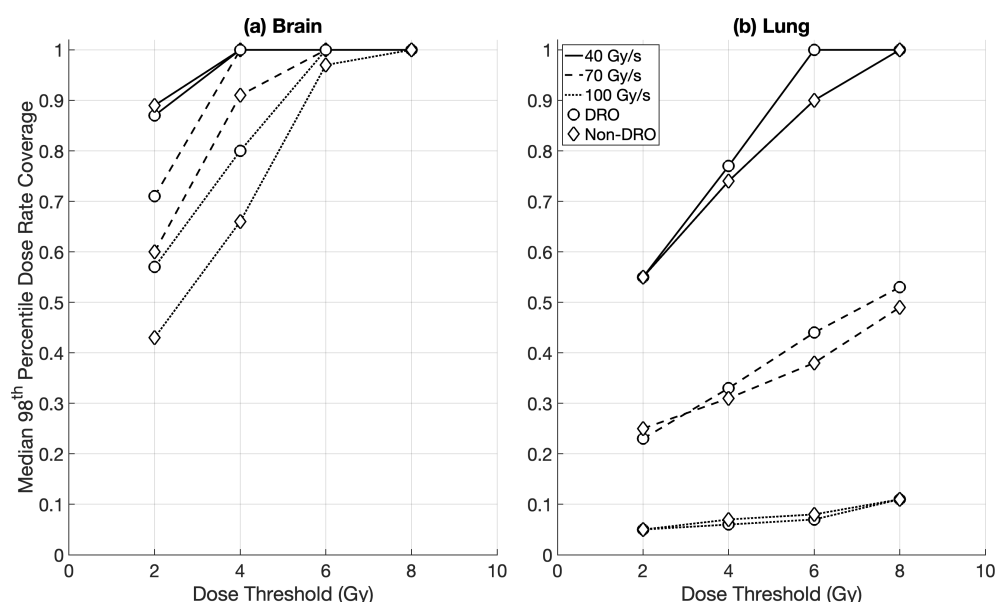 (a) Brain
Median 98th Percentile Dose Rate Coverage
1
0.9
0.8
0.7
0.6
0.5
0.4
0.3
0.2
0.1
0
0 2 4 6 8 10
Dose Threshold (Gy)
(b) Lung
40 Gy/s
70 Gy/s
100 Gy/s
DRO
Non-DRO
1
0.9
0.8
0.7
0.6
0.5
0.4
0.3
0.2
0.1
0
0 2 4 6 8 10
Dose Threshold (Gy)